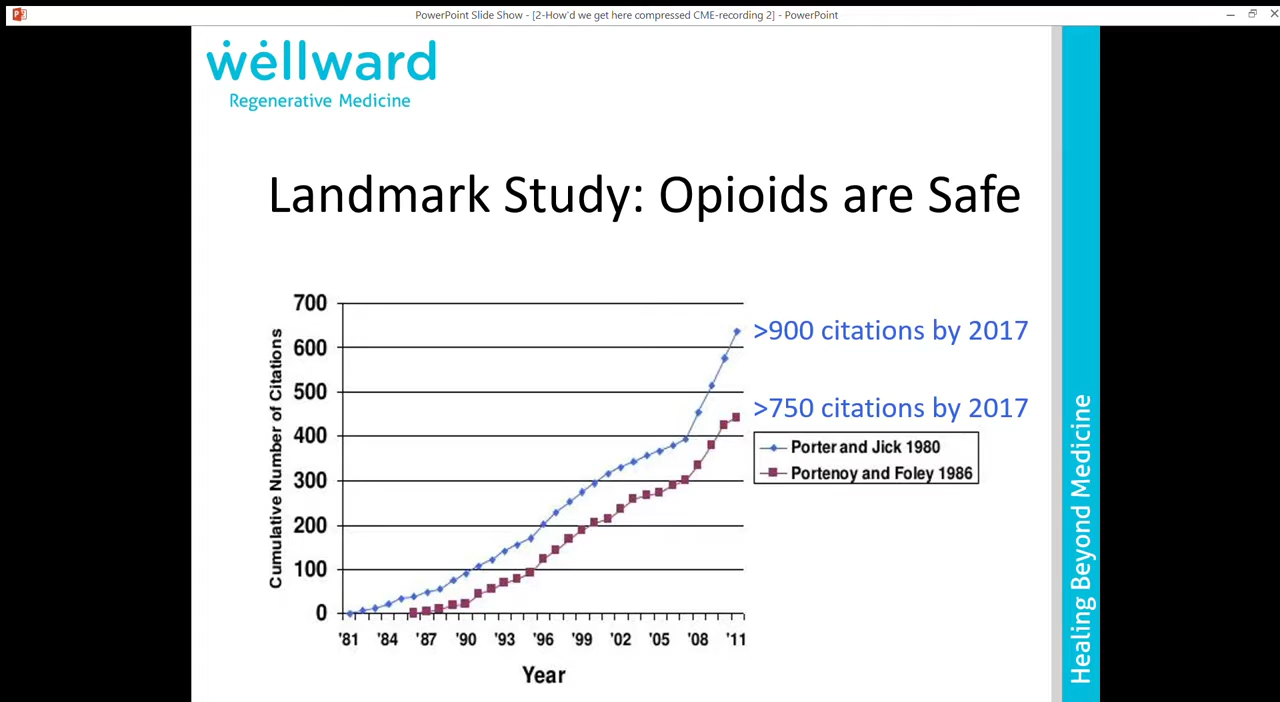 PowerPoint Slide Show - [2-How'd we get here compressed CME-recording 2] - PowerPoint
wellward
Regenerative Medicine
Landmark Study: Opioids are Safe
700
600
500
400
300
200
100
0
Cumulative Number of Citations
'81 '84 '87 '90 '93 '96 '99 '02 '05 '08 '11
Year
>900 citations by 2017
>750 citations by 2017
Porter and Jick 1980
Portenoy and Foley 1986
Healing Beyond Medicine